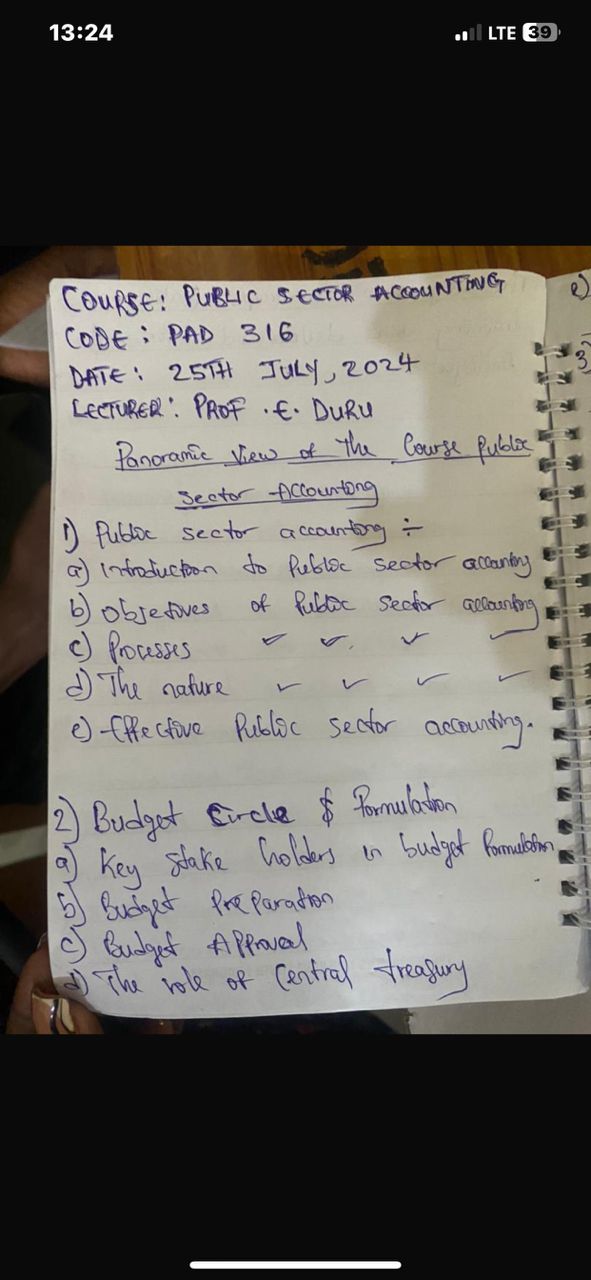 13:24
LTE 39
COURSE: PUBLIC SECTOR ACCOUNTING
CODE: PAD 316
DATE: 25TH JULY, 2024
LECTURER: PROF. E. DURU
Panoramic View of the Course Public
Sector Accounting
1) Public sector accounting ÷
a) Introduction to Public sector accounting
b) Objectives of Public Sector accounting
c) Processes ✓ ✓ ✓ ✓
d) The nature ✓ ✓ ✓ ✓
e) Effective Public sector accounting.
2) Budget Circle $ Formulation
a) Key Stake holders in budget Formulation
b) Budget Preparation
c) Budget Approval
d) The role of Central treasury
e)
3